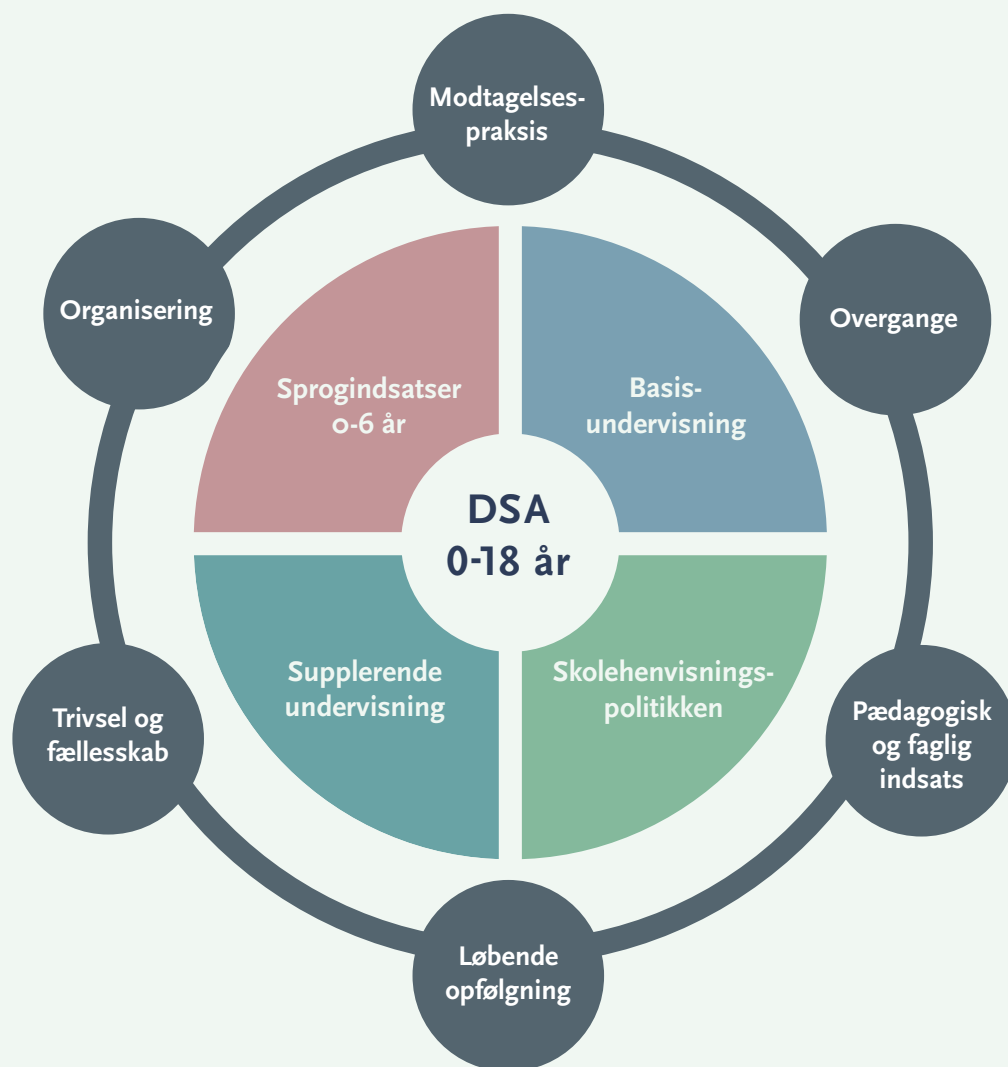 Modtagelses-
praksis
Organisering
Overgange
Sprogindsatser
0-6 år
Basis-
undervisning
DSA
0-18 år
Supplerende
undervisning
Skolehenvisnings-
politikken
Trivsel og
fællesskab
Pædagogisk
og faglig
indsats
Løbende
opfølgning